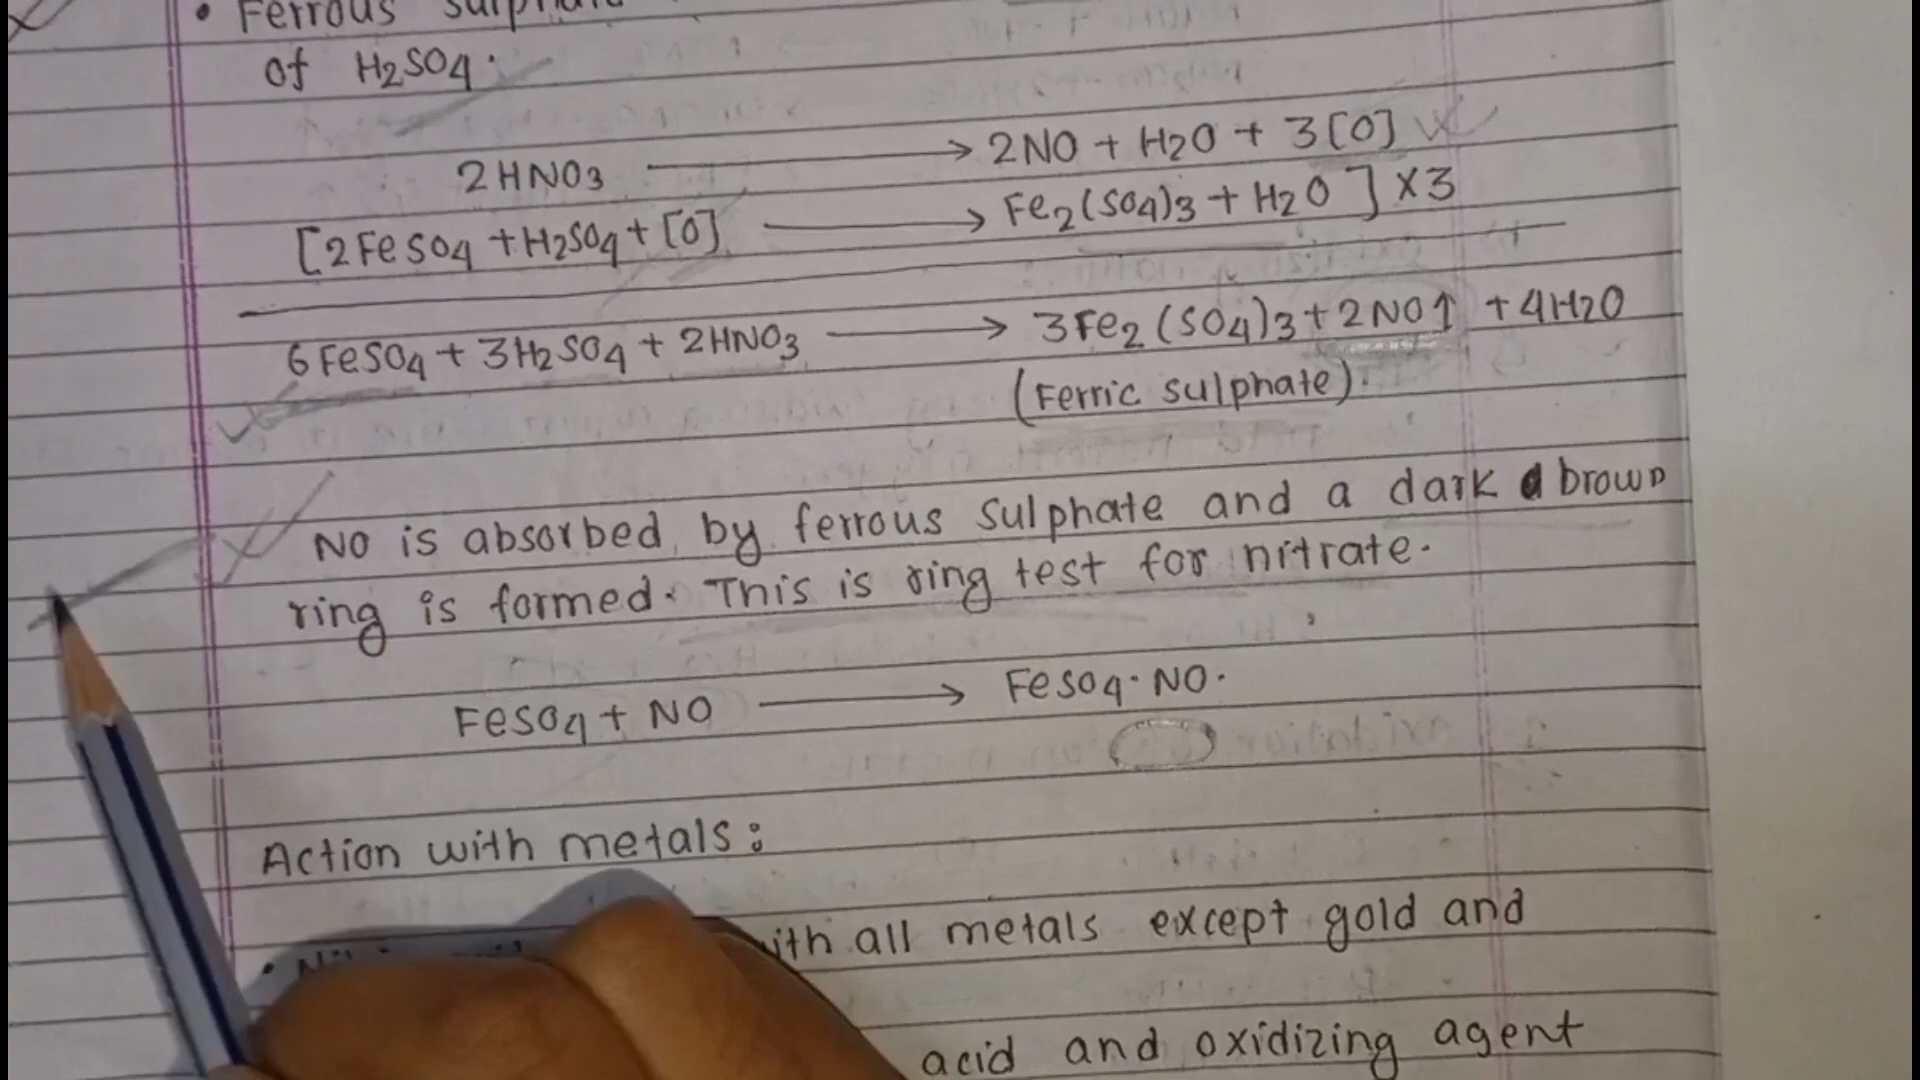 • Ferrous sulphate
of H2SO4.
2HNO3 → 2NO + H2O + 3[O]
[2FeSO4 + H2SO4 + [O] → Fe2(SO4)3 + H2O ] ×3
6FeSO4 + 3H2SO4 + 2HNO3 → 3Fe2(SO4)3 + 2NO↑ + 4H2O
(Ferric sulphate).
NO is absorbed by ferrous sulphate and a dark brown
ring is formed. This is ring test for nitrate.
FeSO4 + NO → FeSO4·NO.
Action with metals:
with all metals except gold and
acid and oxidizing agent